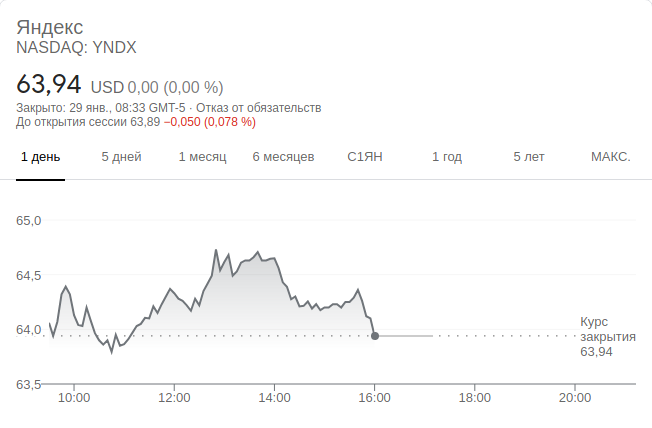 Яндекс
NASDAQ: YNDX
63,94 USD 0,00 (0,00 %)
Закрыто: 29 янв., 08:33 GMT-5 · Отказ от обязательств
До открытия сессии 63,89 −0,050 (0,078 %)
1 день 5 дней 1 месяц 6 месяцев С1ЯН 1 год 5 лет МАКС.
65,0
64,5
64,0
63,5
Курс
закрытия
63,94
10:00 12:00 14:00 16:00 18:00 20:00